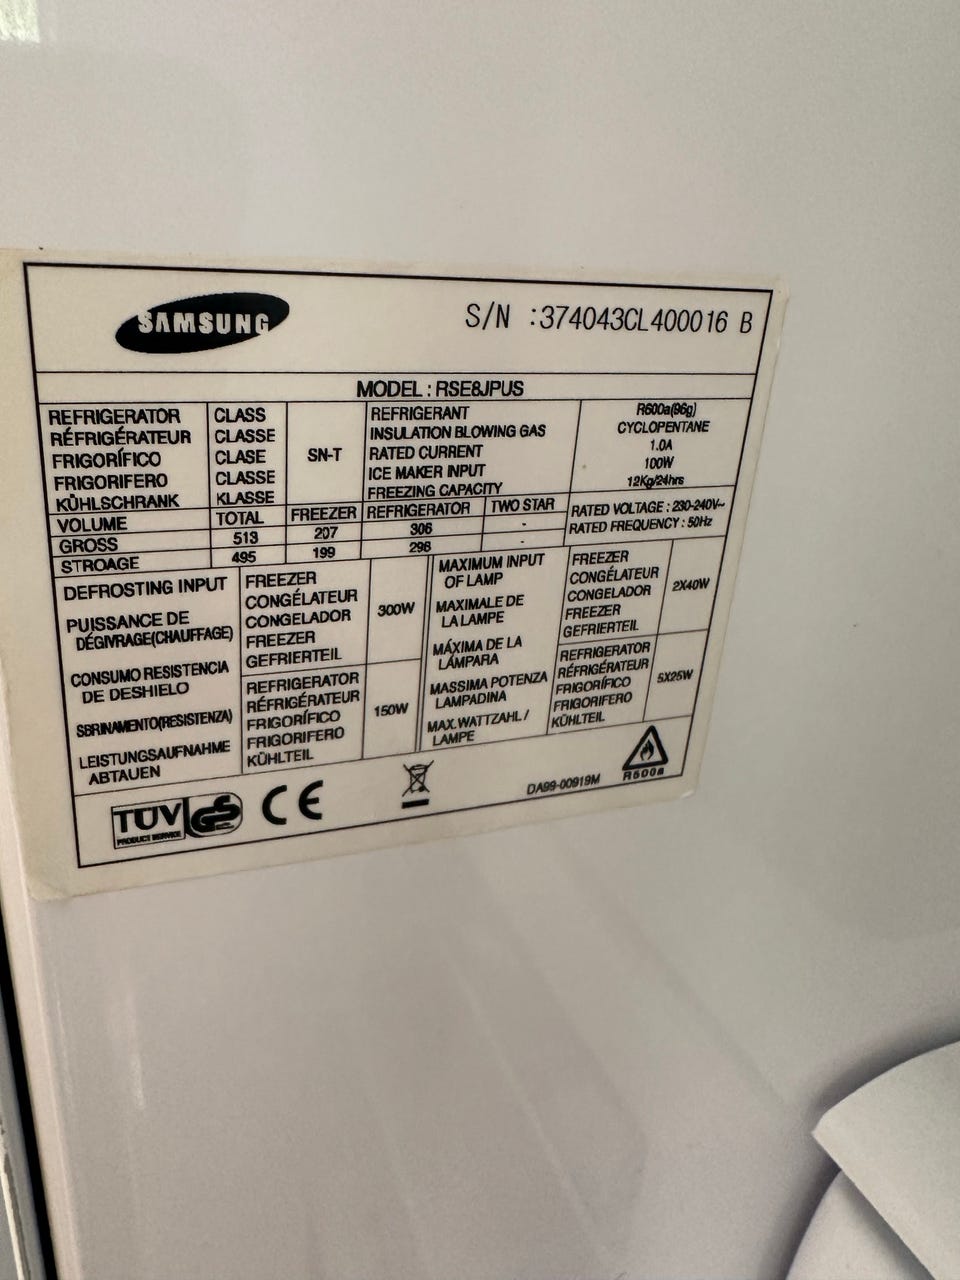 SAMSUNG
S/N :374043CL400016 B
MODEL : RSE8JPUS
REFRIGERATOR CLASS
RÉFRIGÉRATEUR CLASSE
FRIGORÍFICO CLASE
FRIGORIFERO CLASSE
KÜHLSCHRANK KLASSE
SN-T
REFRIGERANT R600a(96g)
INSULATION BLOWING GAS CYCLOPENTANE
RATED CURRENT 1.0A
ICE MAKER INPUT 100W
FREEZING CAPACITY 12Kg/24hrs
VOLUME TOTAL FREEZER REFRIGERATOR TWO STAR
GROSS 513 207 306 -
STROAGE 495 199 296 -
RATED VOLTAGE : 230-240V~
RATED FREQUENCY : 50Hz
DEFROSTING INPUT
PUISSANCE DE
DÉGIVRAGE(CHAUFFAGE)
CONSUMO RESISTENCIA
DE DESHIELO
SBRINAMENTO(RESISTENZA)
LEISTUNGSAUFNAHME
ABTAUEN
FREEZER
CONGÉLATEUR
CONGELADOR
FREEZER
GEFRIERTEIL
300W
REFRIGERATOR
RÉFRIGÉRATEUR
FRIGORÍFICO
FRIGORIFERO
KÜHLTEIL
150W
MAXIMUM INPUT
OF LAMP
MAXIMALE DE
LA LAMPE
MÁXIMA DE LA
LÁMPARA
MASSIMA POTENZA
LAMPADINA
MAX.WATTZAHL /
LAMPE
FREEZER
CONGÉLATEUR
CONGELADOR
FREEZER
GEFRIERTEIL
2X40W
REFRIGERATOR
RÉFRIGÉRATEUR
FRIGORÍFICO
FRIGORIFERO
KÜHLTEIL
5X25W
TÜV
PRODUCT SERVICE
GS
CE
DA99-00919M
R600a